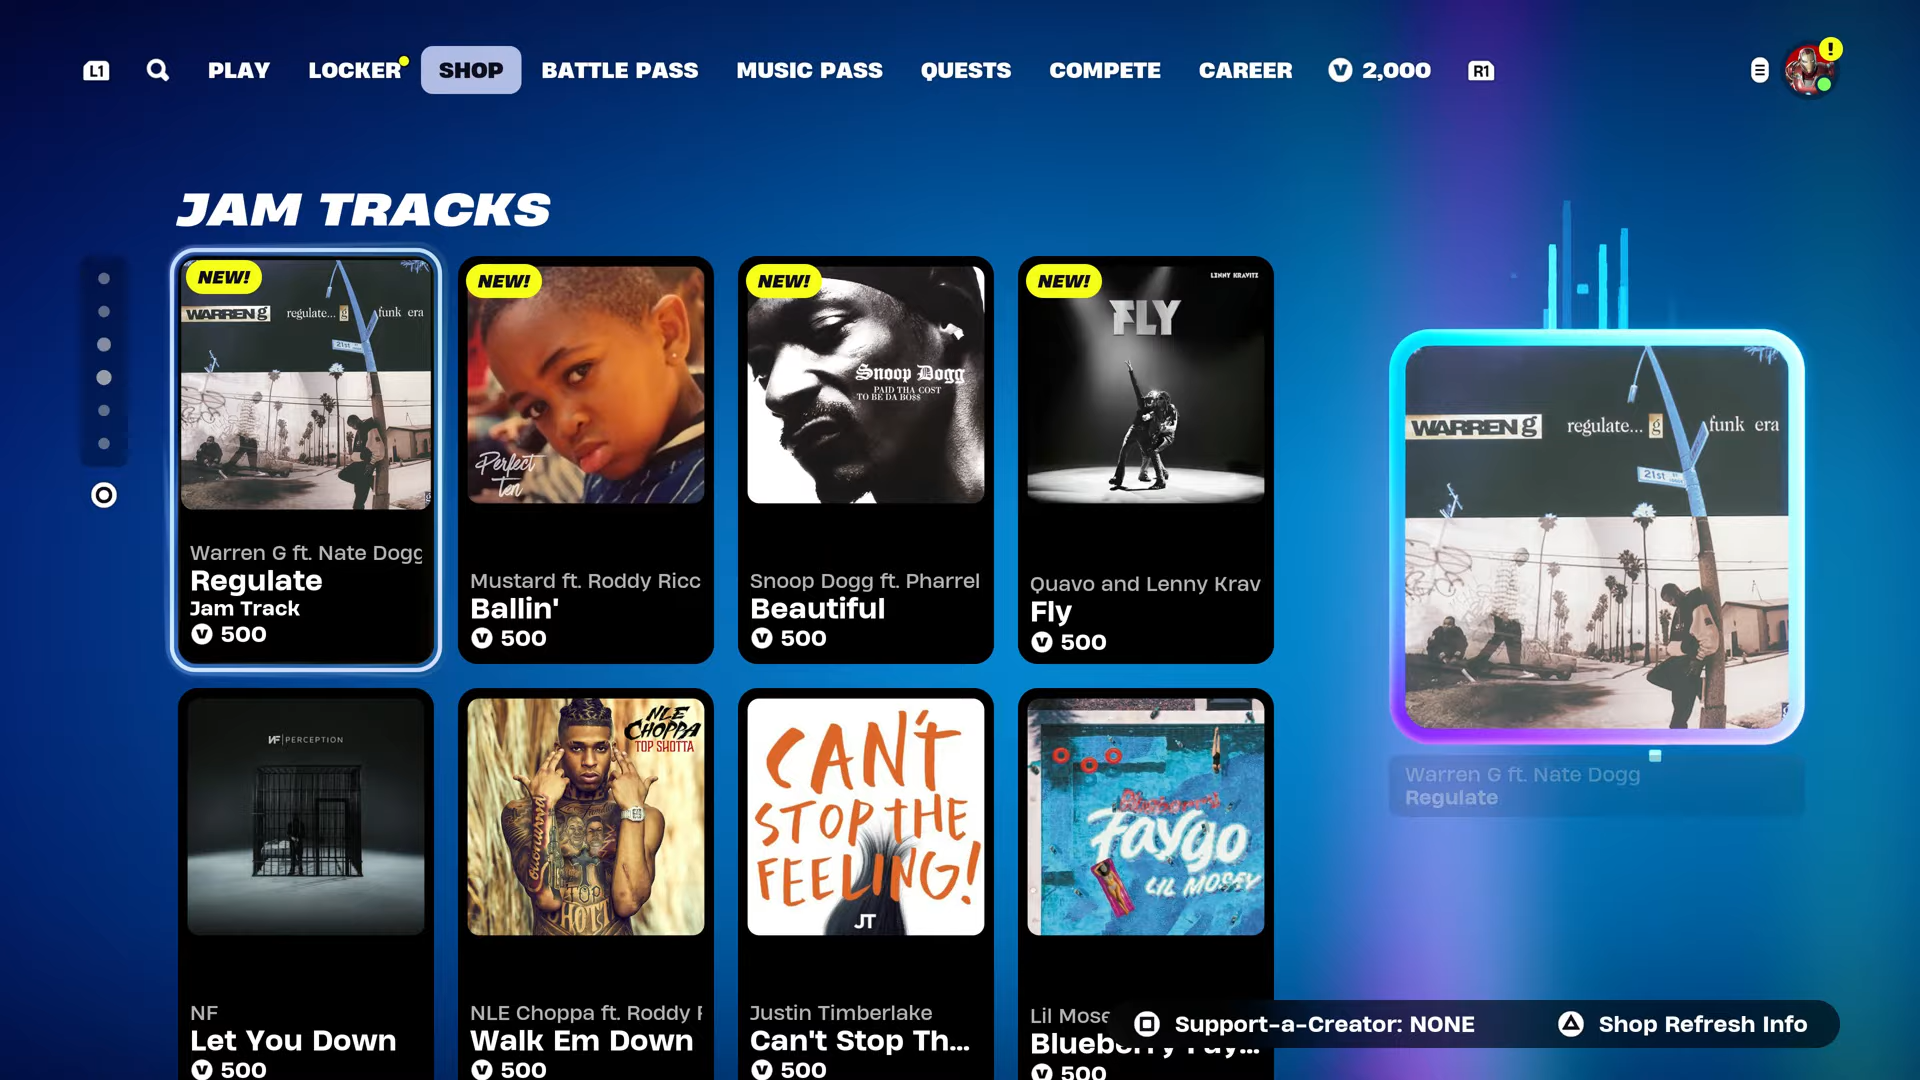 L1
PLAY
LOCKER
SHOP
BATTLE PASS
MUSIC PASS
QUESTS
COMPETE
CAREER
2,000
R1
!
JAM TRACKS
NEW!
WARREN g
regulate... g funk era
21st
Warren G ft. Nate Dogg
Regulate
Jam Track
500
NEW!
Perfect
ten
Mustard ft. Roddy Ricc
Ballin'
500
NEW!
Snoop Dogg
PAID THA COST
TO BE DA BO$$
Snoop Dogg ft. Pharrel
Beautiful
500
NEW!
LENNY KRAVITZ
FLY
Quavo and Lenny Krav
Fly
500
WARREN g
regulate... g funk era
21st
Warren G ft. Nate Dogg
Regulate
NF PERCEPTION
NF
Let You Down
500
NLE
CHOPPA
TOP SHOTTA
TOP
NLE Choppa ft. Roddy
Walk Em Down
500
CAN'T
STOP THE
FEELING!
JT
Justin Timberlake
Can't Stop Th...
500
Blueberry
Faygo
LIL MOSEY
Lil Mose
Blueberry Fay...
500
Support-a-Creator: NONE
Shop Refresh Info